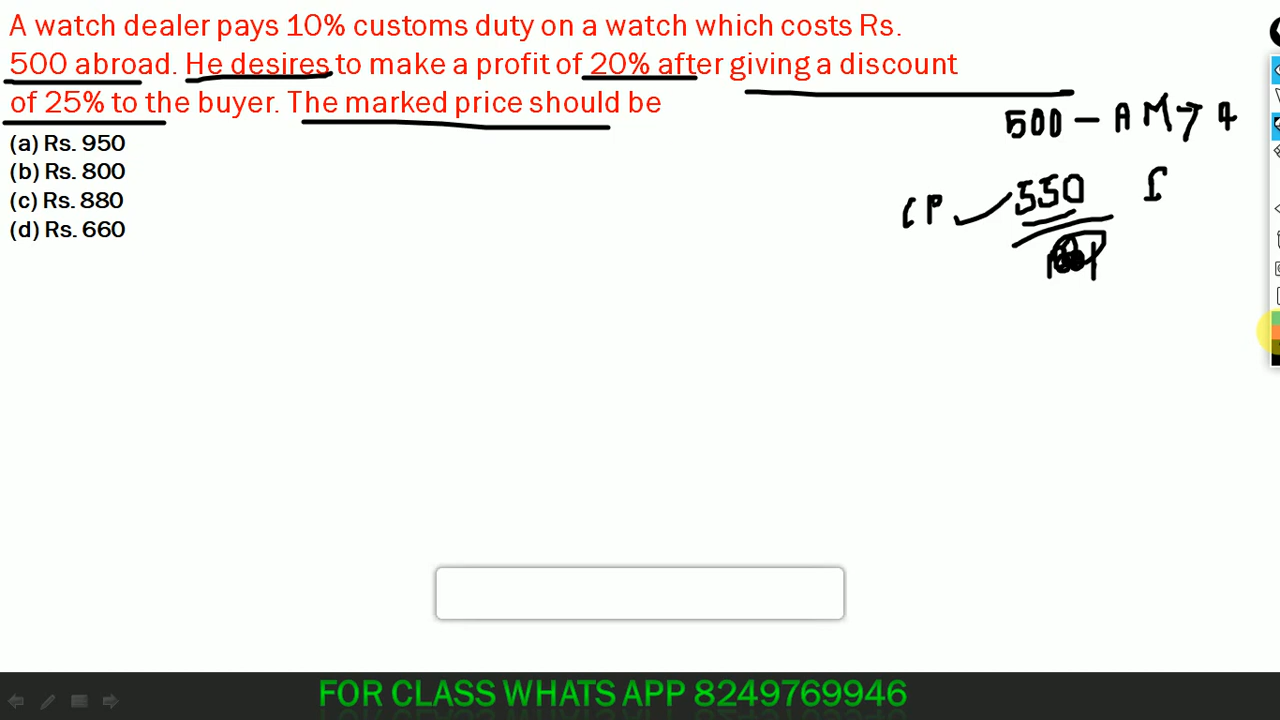 A watch dealer pays 10% customs duty on a watch which costs Rs.
500 abroad. He desires to make a profit of 20% after giving a discount
of 25% to the buyer. The marked price should be
500 - A M
(a) Rs. 950
(b) Rs. 800
(c) Rs. 880
CP 550
(d) Rs. 660
FOR CLASS WHATS APP 8249769946